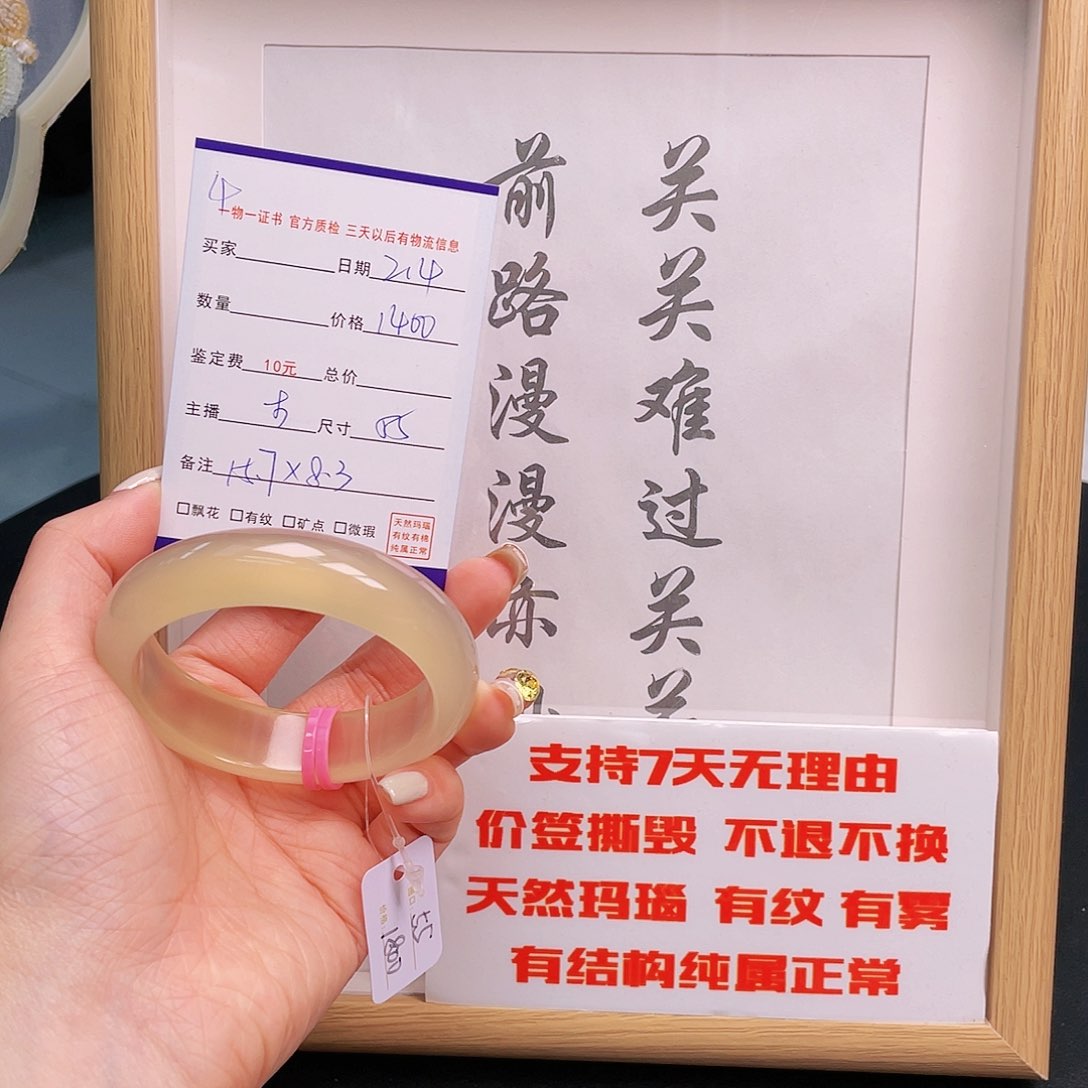 一物一证书 官方质检 三天以后有物流信息
买家 日期 2.4
数量 价格 1400
鉴定费 10元 总价
主播 尺寸 55
备注 15.7×8.3
□飘花 □有纹 □矿点 □微瑕
天然玛瑙
有纹有棉
纯属正常
关关难过关关
前路漫漫亦
支持7天无理由
价签撕毁 不退不换
天然玛瑙 有纹 有雾
有结构纯属正常
55
1800